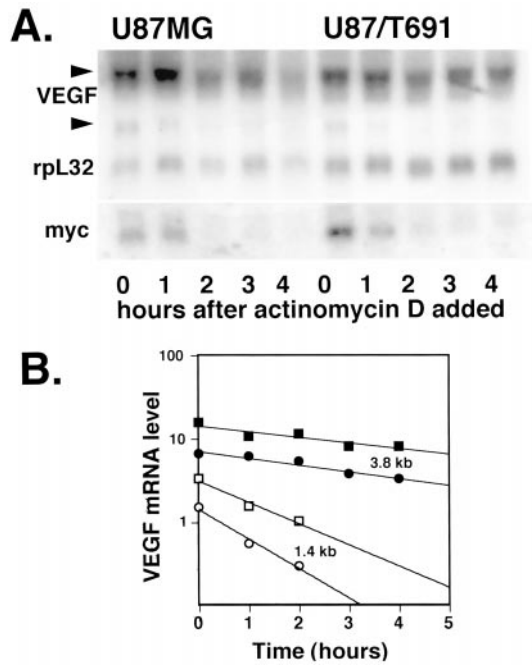 A.
U87MG U87/T691
VEGF
rpL32
myc
0 1 2 3 4 0 1 2 3 4
hours after actinomycin D added
B.
VEGF mRNA level
100
10
1
3.8 kb
1.4 kb
0 1 2 3 4 5
Time (hours)